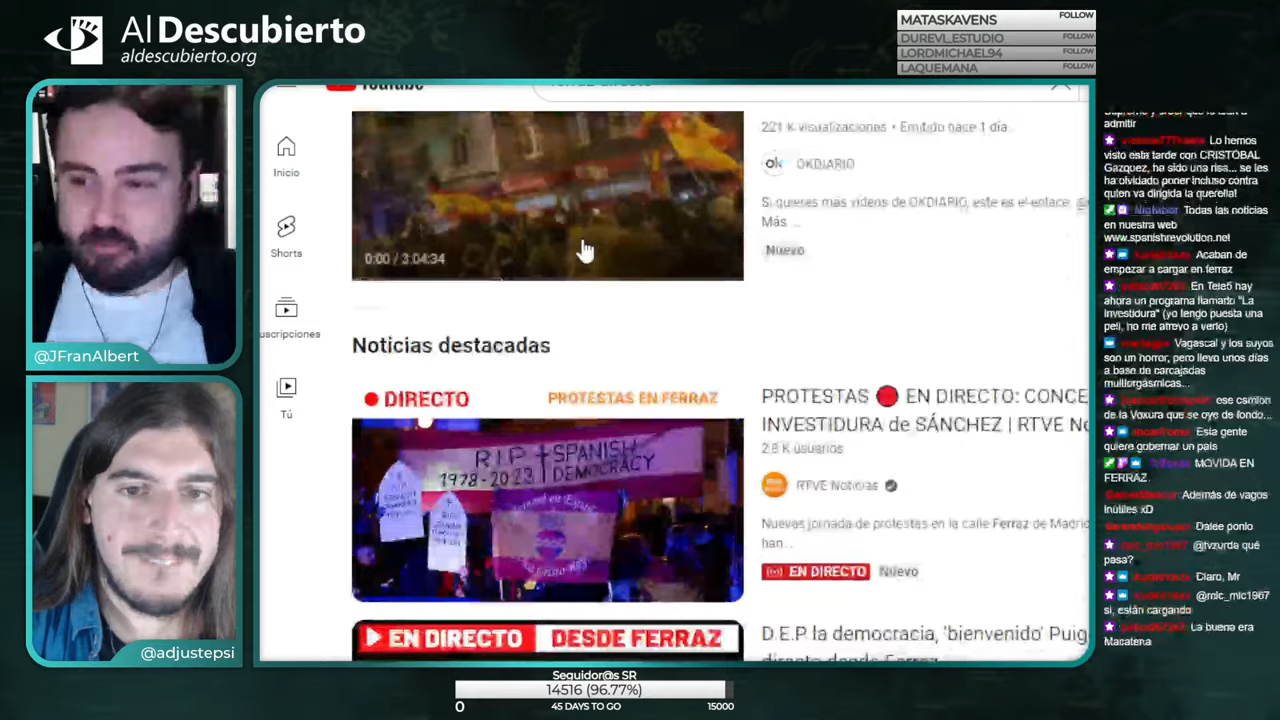 Al Descubierto
aldescubierto.org
MATASKAVENS FOLLOW
DUREVI_ESTUDIO FOLLOW
LORDMICHAEL94 FOLLOW
LAQUEMANA FOLLOW
@JFranAlbert
@adjustepsi
Inicio
Shorts
uscripciones
Tú
221 K visualizaciones • Emitido hace 1 día
OKDIARIO
Si quieres más vídeos de OKDIARIO, este es el enlace.
Más ...
0:00 / 3:04:34
Nuevo
Noticias destacadas
DIRECTO PROTESTAS EN FERRAZ
RIP SPANISH
1978-2023 DEMOCRACY
PROTESTAS 🔴 EN DIRECTO: CONCE
INVESTIDURA de SÁNCHEZ | RTVE No
2,8 K usuarios
RTVE Noticias
Nueva jornada de protestas en la calle Ferraz de Madrid
han...
EN DIRECTO Nuevo
EN DIRECTO DESDE FERRAZ
D.E.P la democracia, 'bienvenido' Puig
directo desde Ferraz
admitir
Lo hemos
visto esta tarde con CRISTÓBAL
Gazquez, ha sido una risa... se les
ha olvidado poner incluso contra
quien va dirigida la querella!
Todas las noticias
en nuestra web
www.spanishrevolution.net
Acaban de
empezar a cargar en ferraz
En Tele5 hay
ahora un programa llamado "La
Investidura" (yo tengo puesta una
peli, no me atrevo a verlo)
Vagascal y los suyos
son un horror, pero llevo unos días
a base de carcajadas
multiorgásmicas...
ese camion
de la Voxura que se oye de fondo...
Esta gente
quiere gobernar un país
MOVIDA EN
FERRAZ
Además de vagos
inútiles xD
Dalee ponlo
@tvzurda qué
pasa?
Claro, Mr
@mic_mic1967
si, están cargando
La buena era
Macatena
Seguidor@s SR
14516 (96.77%)
0 45 DAYS TO GO 15000